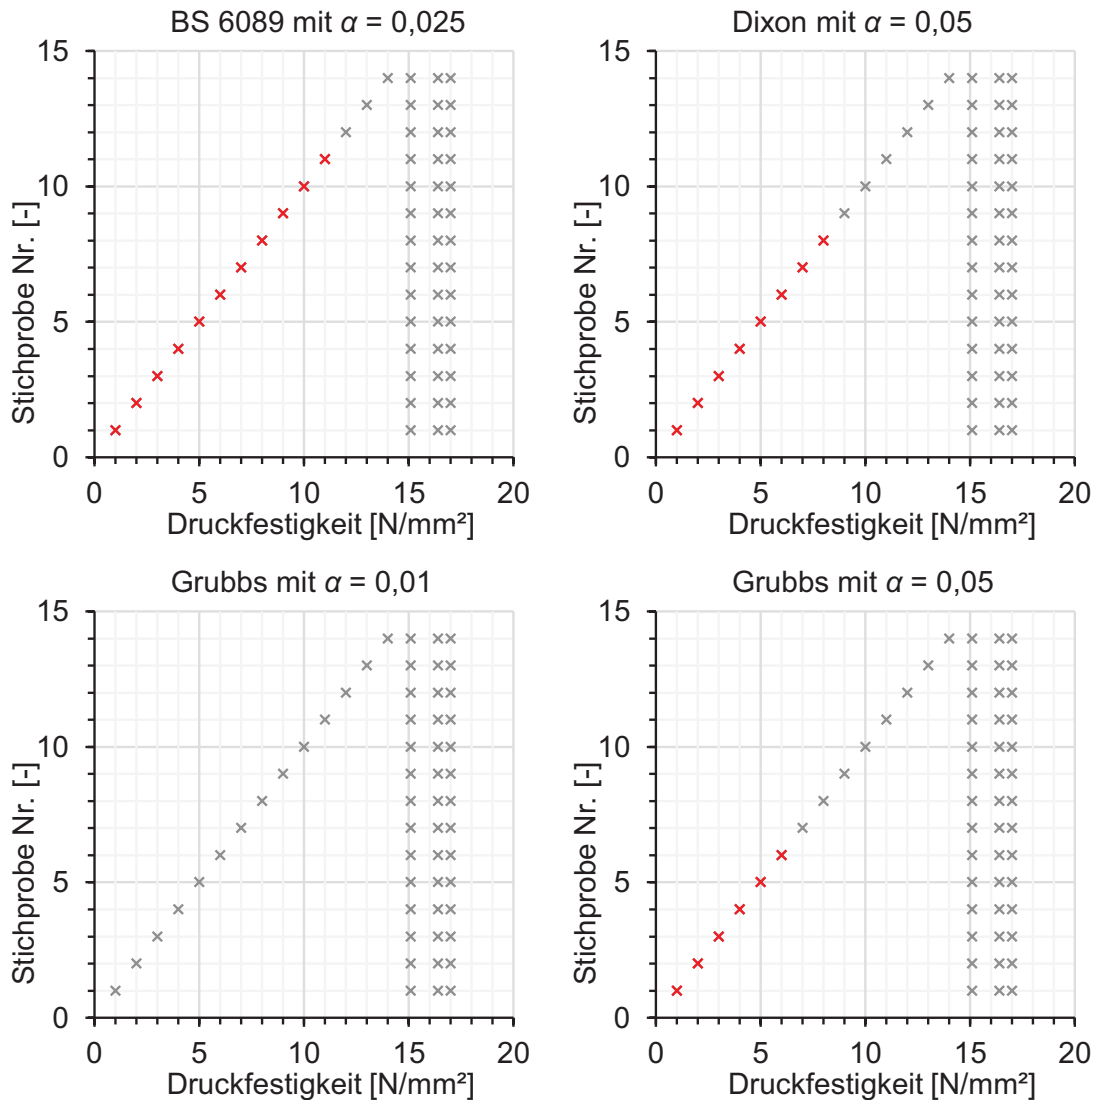 BS 6089 mit α = 0,025
15
10
5
0
Stichprobe Nr. [-]
0 5 10 15 20
Druckfestigkeit [N/mm²]
Dixon mit α = 0,05
15
10
5
0
Stichprobe Nr. [-]
0 5 10 15 20
Druckfestigkeit [N/mm²]
Grubbs mit α = 0,01
15
10
5
0
Stichprobe Nr. [-]
0 5 10 15 20
Druckfestigkeit [N/mm²]
Grubbs mit α = 0,05
15
10
5
0
Stichprobe Nr. [-]
0 5 10 15 20
Druckfestigkeit [N/mm²]